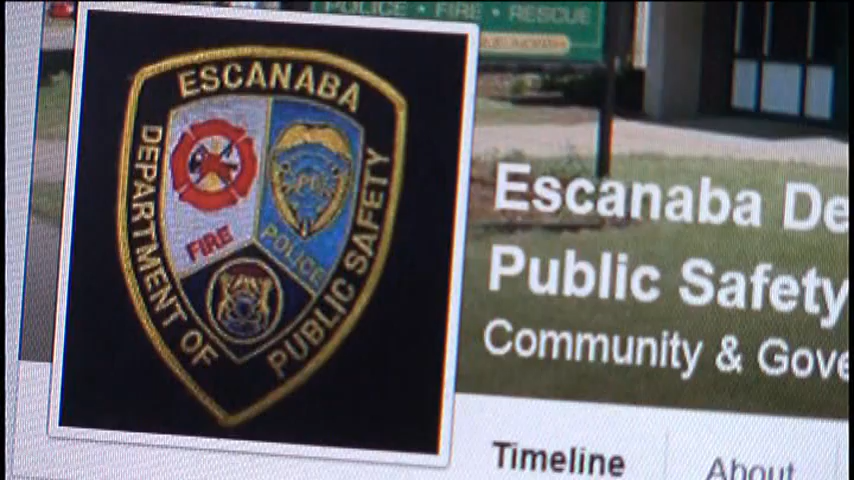 POLICE • FIRE • RESCUE
ESCANABA
DEPARTMENT OF
PUBLIC SAFETY
FIRE
POLICE
Escanaba De
Public Safety
Community & Gove
Timeline
About